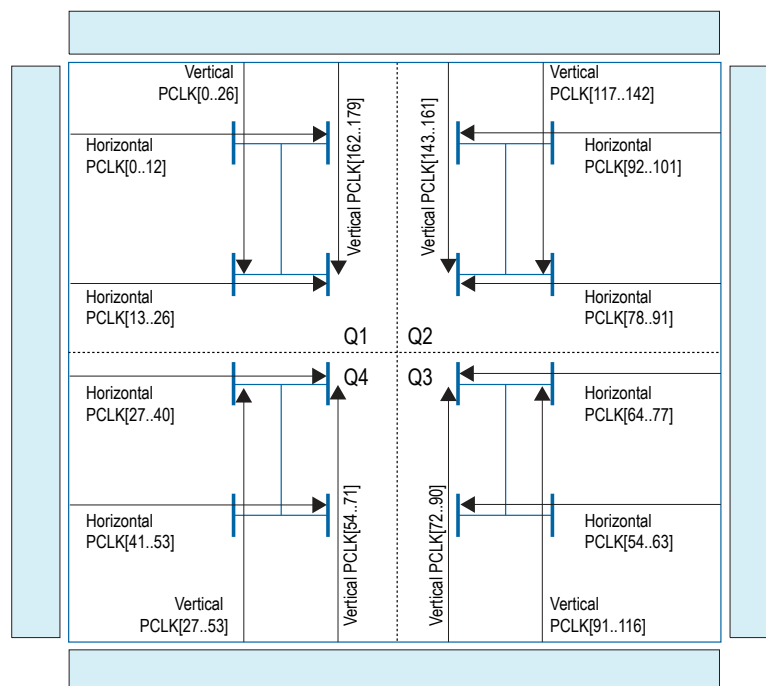 Vertical
PCLK[0..26]
Vertical PCLK[162..179]
Vertical PCLK[143..161]
Vertical
PCLK[117..142]
Horizontal
PCLK[0..12]
Horizontal
PCLK[92..101]
Horizontal
PCLK[13..26]
Horizontal
PCLK[78..91]
Q1
Q2
Q4
Q3
Horizontal
PCLK[27..40]
Horizontal
PCLK[64..77]
Horizontal
PCLK[41..53]
Vertical PCLK[54..71]
Vertical PCLK[72..90]
Horizontal
PCLK[54..63]
Vertical
PCLK[27..53]
Vertical
PCLK[91..116]